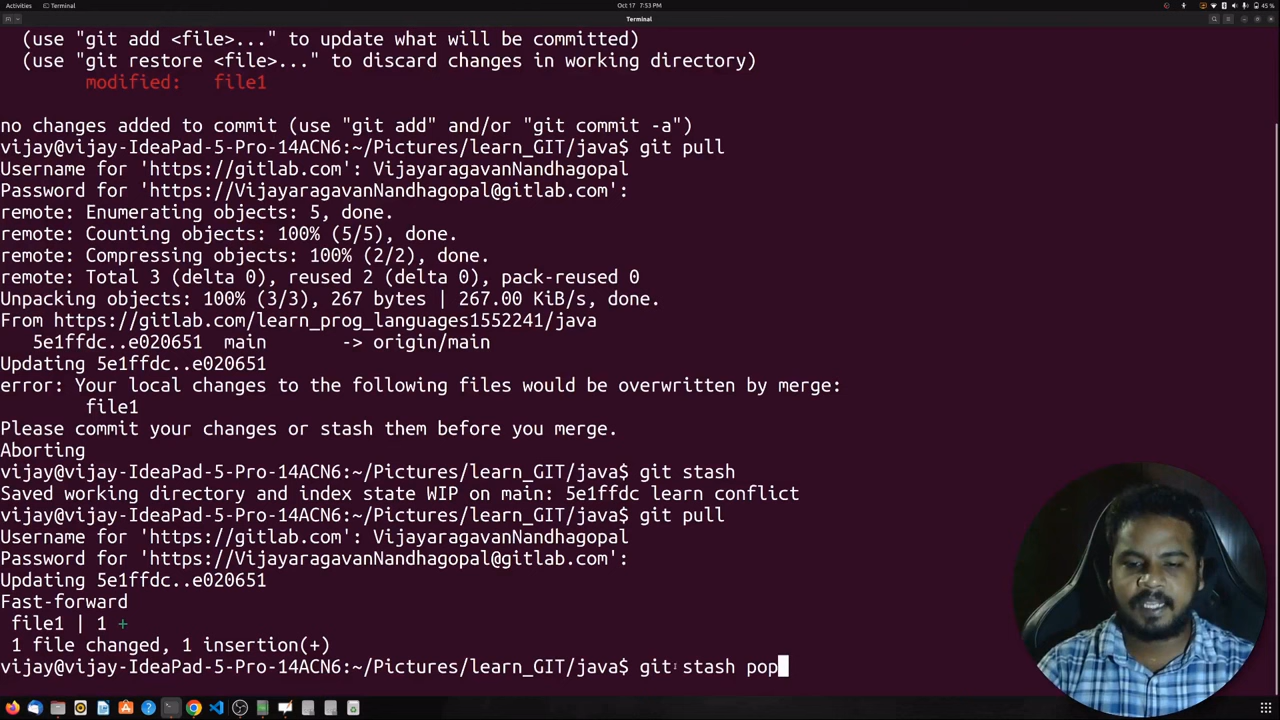 Activities
Terminal
Oct 17 7:53 PM
45 %
Terminal
(use "git add <file>..." to update what will be committed)
(use "git restore <file>..." to discard changes in working directory)
modified: file1
no changes added to commit (use "git add" and/or "git commit -a")
vijay@vijay-IdeaPad-5-Pro-14ACN6:~/Pictures/learn_GIT/java$ git pull
Username for 'https://gitlab.com': VijayaragavanNandhagopal
Password for 'https://VijayaragavanNandhagopal@gitlab.com':
remote: Enumerating objects: 5, done.
remote: Counting objects: 100% (5/5), done.
remote: Compressing objects: 100% (2/2), done.
remote: Total 3 (delta 0), reused 2 (delta 0), pack-reused 0
Unpacking objects: 100% (3/3), 267 bytes | 267.00 KiB/s, done.
From https://gitlab.com/learn_prog_languages1552241/java
5e1ffdc..e020651 main -> origin/main
Updating 5e1ffdc..e020651
error: Your local changes to the following files would be overwritten by merge:
file1
Please commit your changes or stash them before you merge.
Aborting
vijay@vijay-IdeaPad-5-Pro-14ACN6:~/Pictures/learn_GIT/java$ git stash
Saved working directory and index state WIP on main: 5e1ffdc learn conflict
vijay@vijay-IdeaPad-5-Pro-14ACN6:~/Pictures/learn_GIT/java$ git pull
Username for 'https://gitlab.com': VijayaragavanNandhagopal
Password for 'https://VijayaragavanNandhagopal@gitlab.com':
Updating 5e1ffdc..e020651
Fast-forward
file1 | 1 +
1 file changed, 1 insertion(+)
vijay@vijay-IdeaPad-5-Pro-14ACN6:~/Pictures/learn_GIT/java$ git stash pop